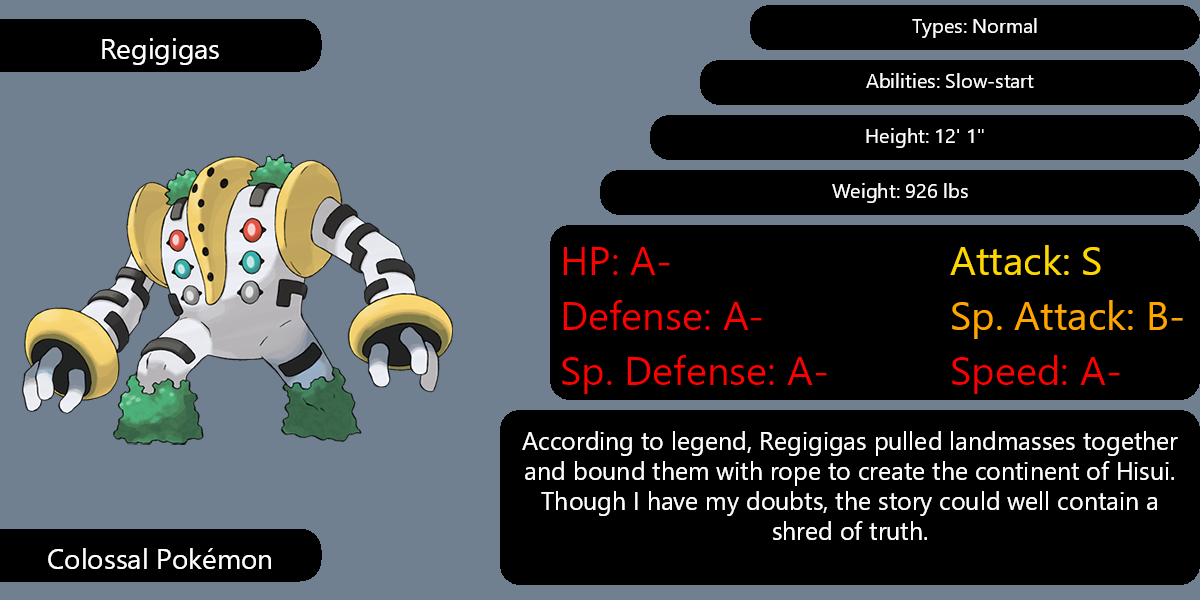 Regigigas
Types: Normal
Abilities: Slow-start
Height: 12' 1"
Weight: 926 lbs
HP: A-
Attack: S
Defense: A-
Sp. Attack: B-
Sp. Defense: A-
Speed: A-
According to legend, Regigigas pulled landmasses together
and bound them with rope to create the continent of Hisui.
Though I have my doubts, the story could well contain a
shred of truth.
Colossal Pokémon